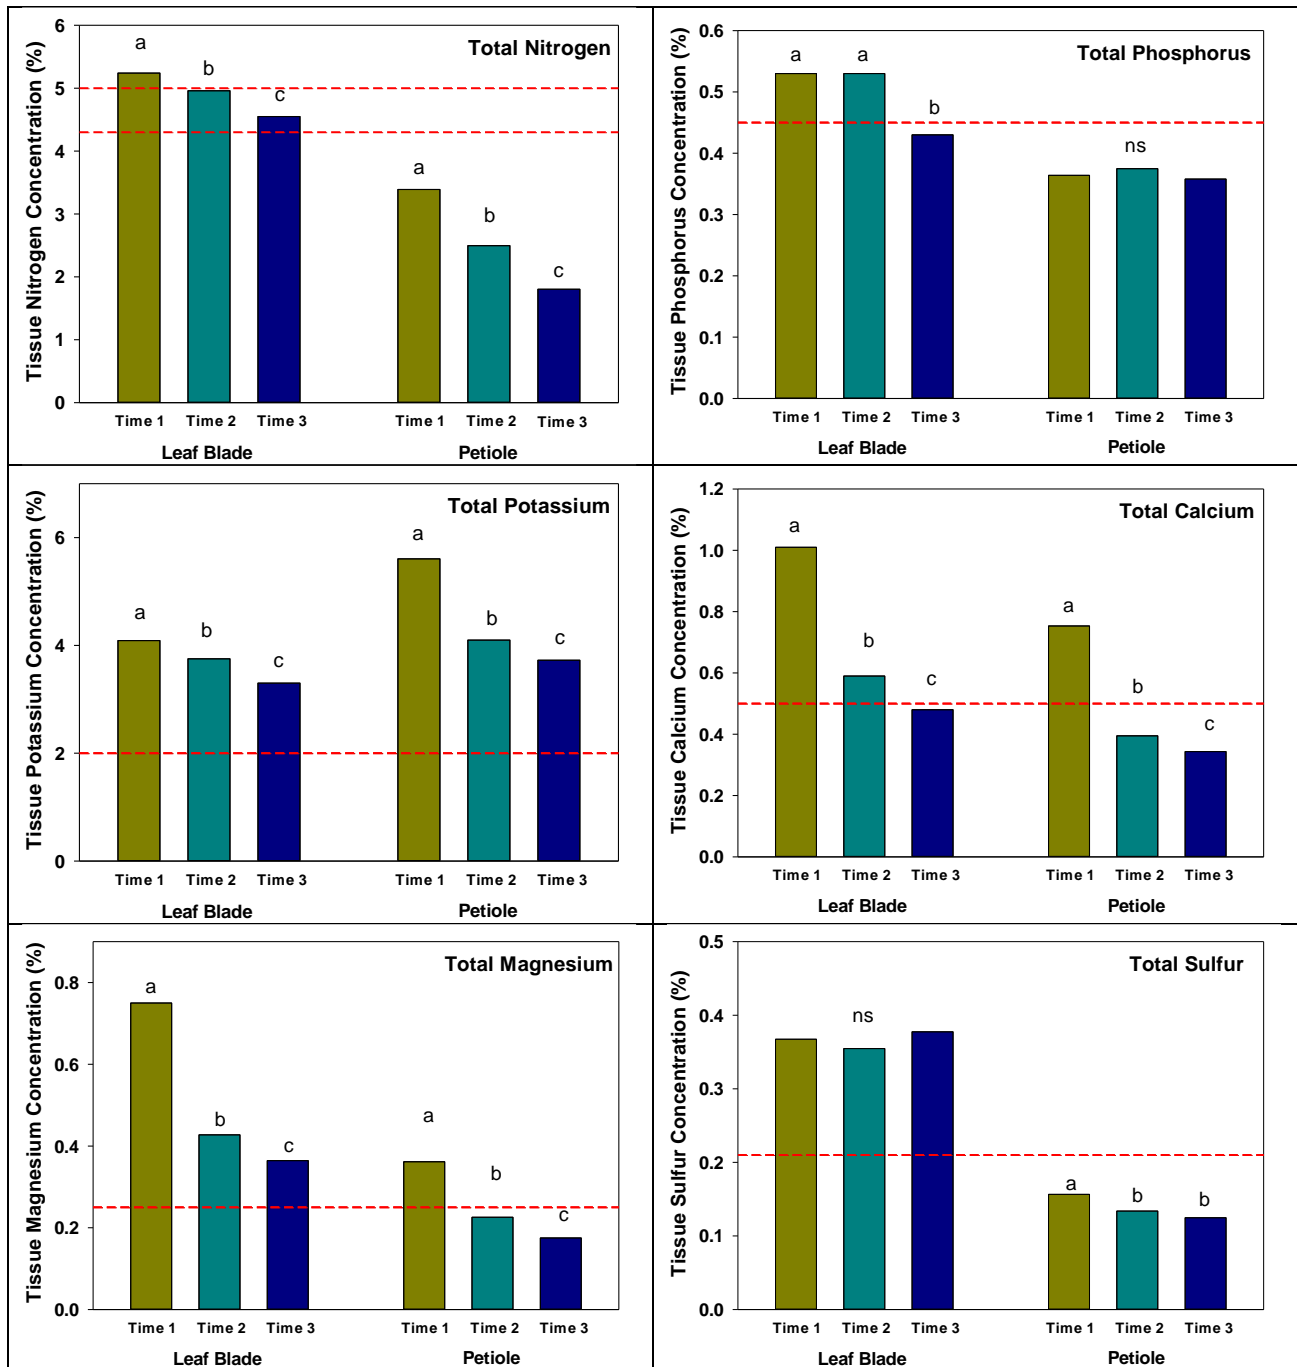 Total Nitrogen
Tissue Nitrogen Concentration (%)
6
5
4
3
2
1
0
a
b
c
a
b
c
Time 1 Time 2 Time 3 Time 1 Time 2 Time 3
Leaf Blade Petiole
Total Phosphorus
Tissue Phosphorus Concentration (%)
0.6
0.5
0.4
0.3
0.2
0.1
0.0
a a
b
ns
Time 1 Time 2 Time 3 Time 1 Time 2 Time 3
Leaf Blade Petiole
Total Potassium
Tissue Potassium Concentration (%)
6
4
2
0
a
b
c
a
b
c
Time 1 Time 2 Time 3 Time 1 Time 2 Time 3
Leaf Blade Petiole
Total Calcium
Tissue Calcium Concentration (%)
1.2
1.0
0.8
0.6
0.4
0.2
0.0
a
b
c
a
b
c
Time 1 Time 2 Time 3 Time 1 Time 2 Time 3
Leaf Blade Petiole
Total Magnesium
Tissue Magnesium Concentration (%)
0.8
0.6
0.4
0.2
0.0
a
b
c
a
b
c
Time 1 Time 2 Time 3 Time 1 Time 2 Time 3
Leaf Blade Petiole
Total Sulfur
Tissue Sulfur Concentration (%)
0.5
0.4
0.3
0.2
0.1
0.0
ns
a
b
b
Time 1 Time 2 Time 3 Time 1 Time 2 Time 3
Leaf Blade Petiole